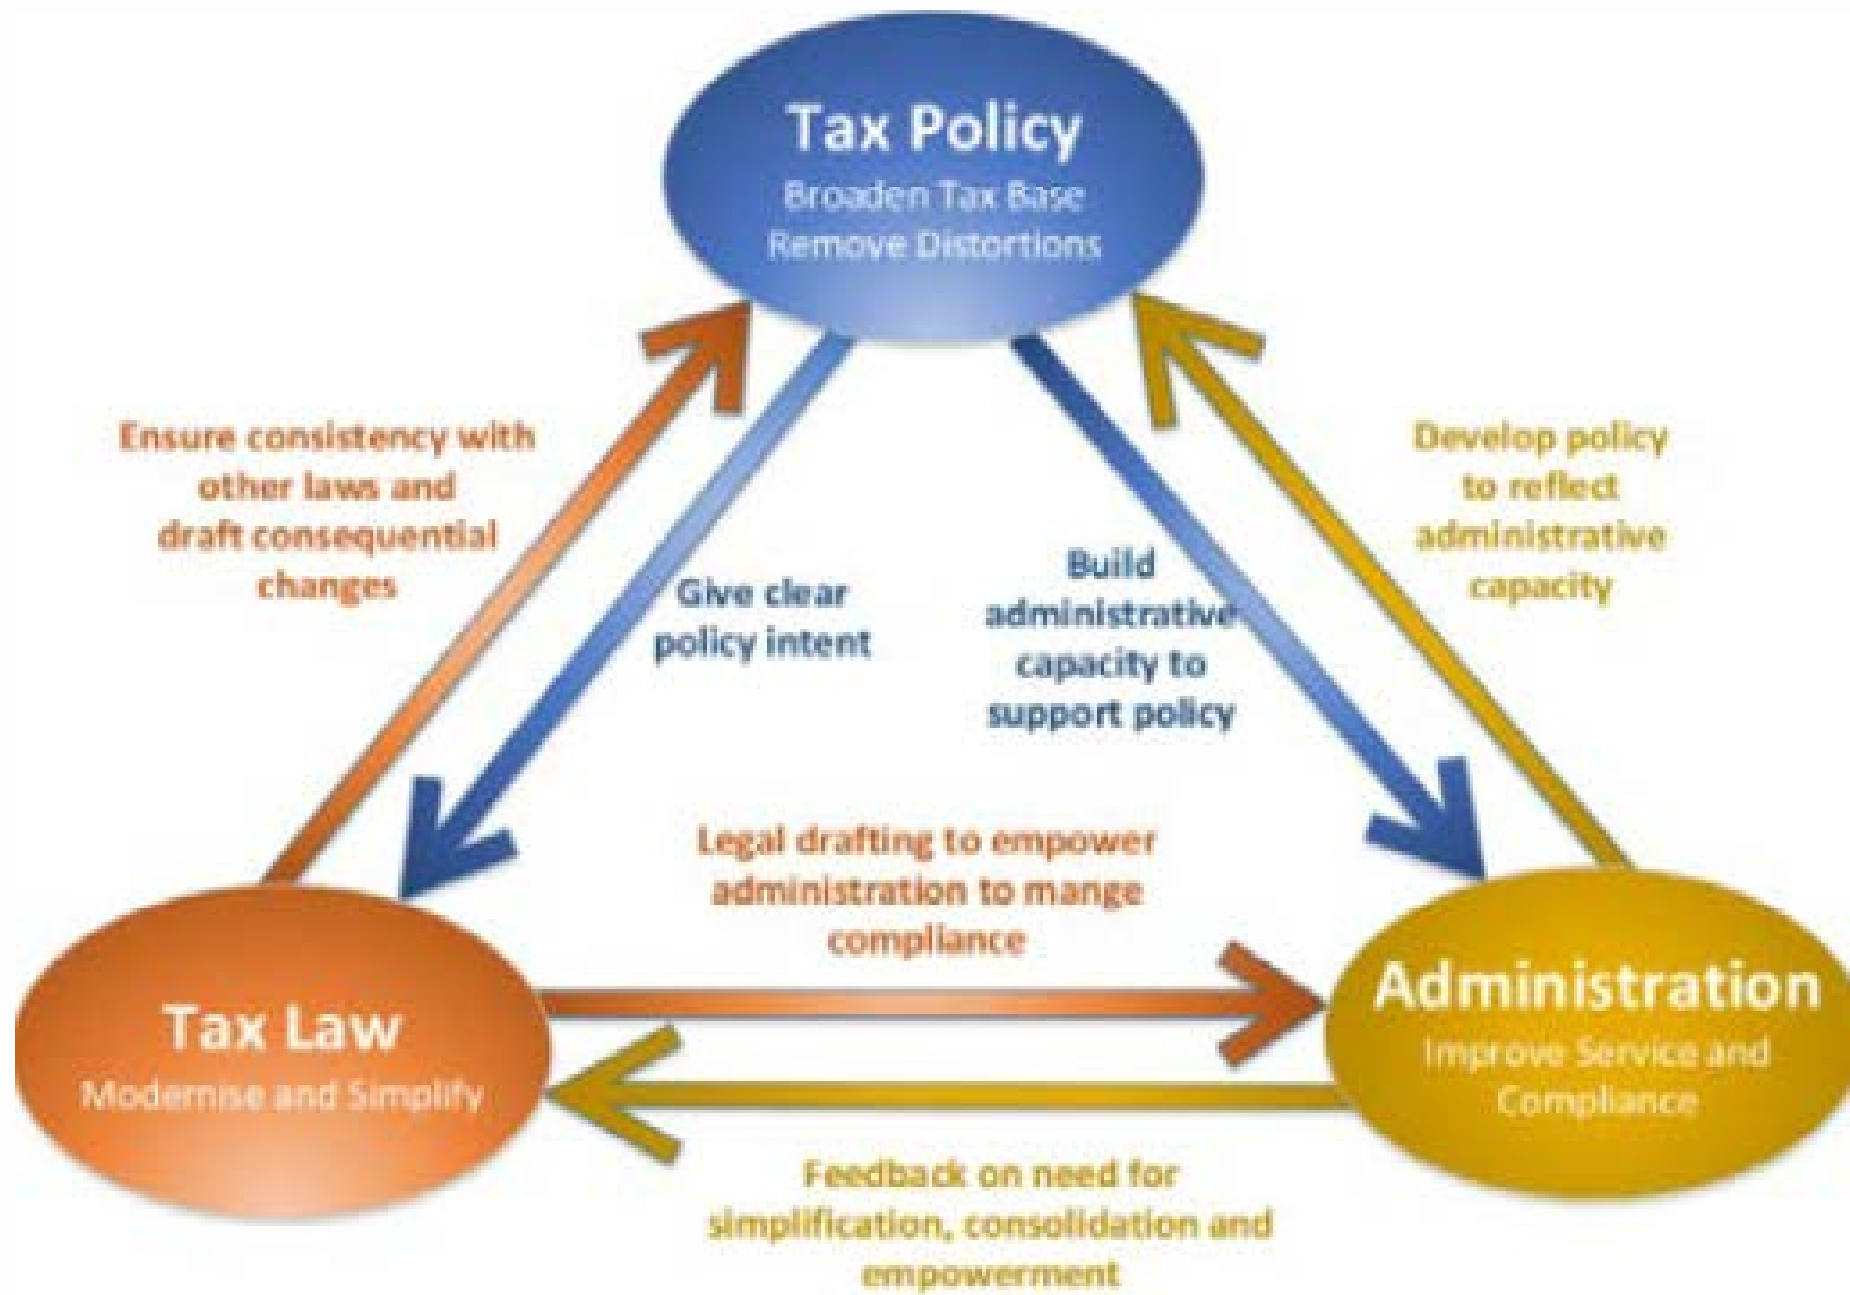 Tax Policy
Broaden Tax Base
Remove Distortions
Ensure consistency with
other laws and
draft consequential
changes
Give clear
policy intent
Build
administrative
capacity to
support policy
Develop policy
to reflect
administrative
capacity
Legal drafting to empower
administration to mange
compliance
Tax Law
Modernise and Simplify
Administration
Improve Service and
Compliance
Feedback on need for
simplification, consolidation and
empowerment